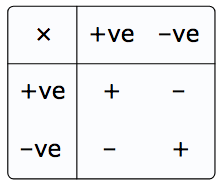 × +ve −ve
+ve + −
−ve − +